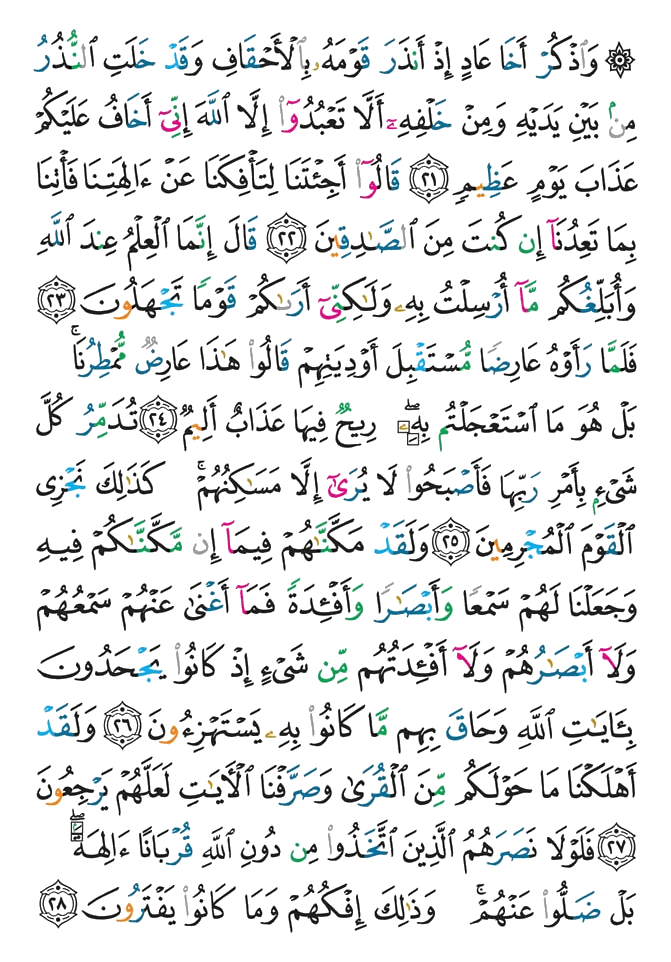 ۞ وَٱذْكُرْ أَخَا عَادٍ إِذْ أَنذَرَ قَوْمَهُۥ بِٱلْأَحْقَافِ وَقَدْ خَلَتِ ٱلنُّذُرُ
مِنۢ بَيْنِ يَدَيْهِ وَمِنْ خَلْفِهِۦٓ أَلَّا تَعْبُدُوٓا۟ إِلَّا ٱللَّهَ إِنِّىٓ أَخَافُ عَلَيْكُمْ
عَذَابَ يَوْمٍ عَظِيمٍ ٢١ قَالُوٓا۟ أَجِئْتَنَا لِتَأْفِكَنَا عَنْ ءَالِهَتِنَا فَأْتِنَا
بِمَا تَعِدُنَآ إِن كُنتَ مِنَ ٱلصَّٰدِقِينَ ٢٢ قَالَ إِنَّمَا ٱلْعِلْمُ عِندَ ٱللَّهِ
وَأُبَلِّغُكُم مَّآ أُرْسِلْتُ بِهِۦ وَلَٰكِنِّىٓ أَرَىٰكُمْ قَوْمًا تَجْهَلُونَ ٢٣
فَلَمَّا رَأَوْهُ عَارِضًا مُّسْتَقْبِلَ أَوْدِيَتِهِمْ قَالُوا۟ هَٰذَا عَارِضٌ مُّمْطِرُنَا ۚ
بَلْ هُوَ مَا ٱسْتَعْجَلْتُم بِهِۦ ۖ رِيحٌ فِيهَا عَذَابٌ أَلِيمٌ ٢٤ تُدَمِّرُ كُلَّ
شَىْءٍۭ بِأَمْرِ رَبِّهَا فَأَصْبَحُوا۟ لَا يُرَىٰٓ إِلَّا مَسَٰكِنُهُمْ ۚ كَذَٰلِكَ نَجْزِى
ٱلْقَوْمَ ٱلْمُجْرِمِينَ ٢٥ وَلَقَدْ مَكَّنَّٰهُمْ فِيمَآ إِن مَّكَّنَّٰكُمْ فِيهِ
وَجَعَلْنَا لَهُمْ سَمْعًا وَأَبْصَٰرًا وَأَفْـِٔدَةً فَمَآ أَغْنَىٰ عَنْهُمْ سَمْعُهُمْ
وَلَآ أَبْصَٰرُهُمْ وَلَآ أَفْـِٔدَتُهُم مِّن شَىْءٍ إِذْ كَانُوا۟ يَجْحَدُونَ
بِـَٔايَٰتِ ٱللَّهِ وَحَاقَ بِهِم مَّا كَانُوا۟ بِهِۦ يَسْتَهْزِءُونَ ٢٦ وَلَقَدْ
أَهْلَكْنَا مَا حَوْلَكُم مِّنَ ٱلْقُرَىٰ وَصَرَّفْنَا ٱلْءَايَٰتِ لَعَلَّهُمْ يَرْجِعُونَ
٢٧ فَلَوْلَا نَصَرَهُمُ ٱلَّذِينَ ٱتَّخَذُوا۟ مِن دُونِ ٱللَّهِ قُرْبَانًا ءَالِهَةًۢ ۖ
بَلْ ضَلُّوا۟ عَنْهُمْ ۚ وَذَٰلِكَ إِفْكُهُمْ وَمَا كَانُوا۟ يَفْتَرُونَ ٢٨